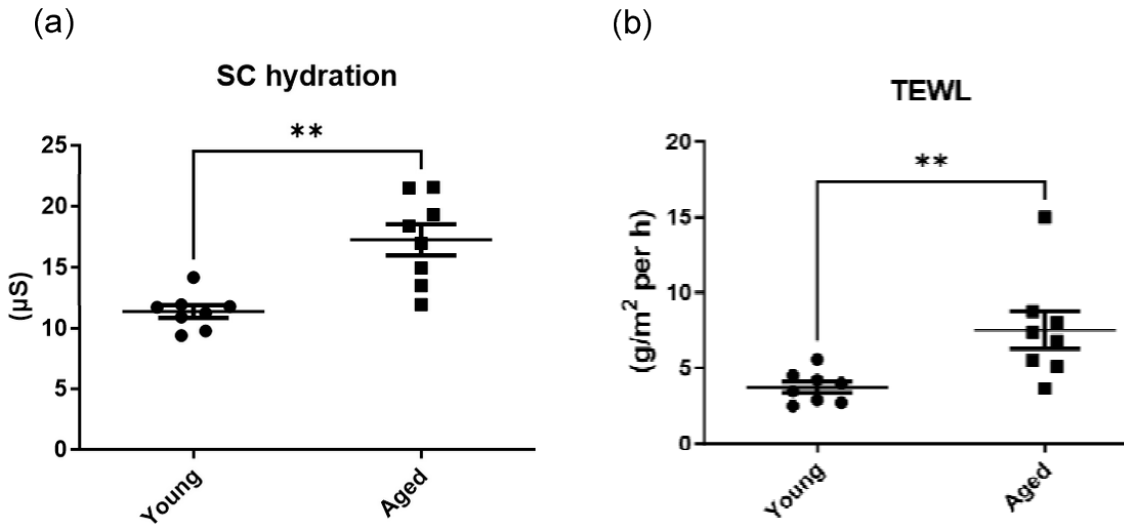 (a)
SC hydration
**
25
20
15
10
5
0
(µS)
Young
Aged
(b)
TEWL
**
20
15
10
5
0
(g/m² per h)
Young
Aged